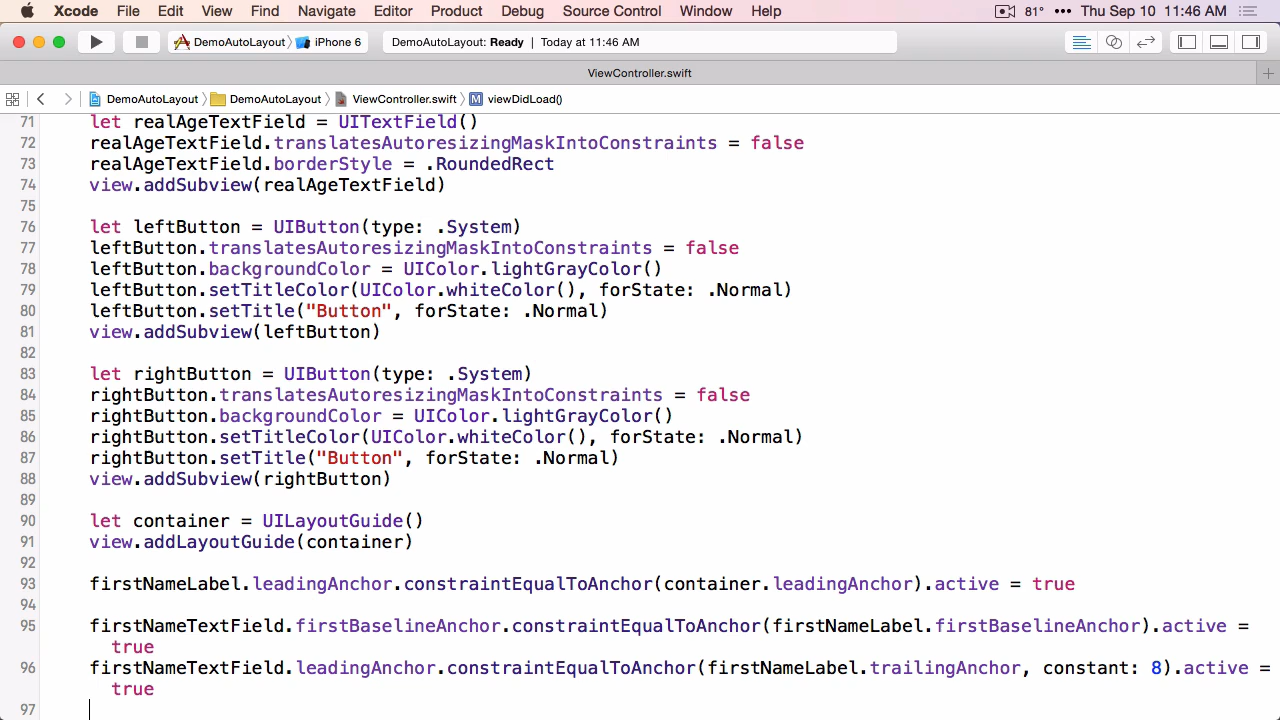 Xcode File Edit View Find Navigate Editor Product Debug Source Control Window Help 81° ••• Thu Sep 10 11:46 AM
DemoAutoLayout iPhone 6 DemoAutoLayout: Ready | Today at 11:46 AM
ViewController.swift
DemoAutoLayout DemoAutoLayout ViewController.swift M viewDidLoad()
71 let realAgeTextField = UITextField()
72 realAgeTextField.translatesAutoresizingMaskIntoConstraints = false
73 realAgeTextField.borderStyle = .RoundedRect
74 view.addSubview(realAgeTextField)
75
76 let leftButton = UIButton(type: .System)
77 leftButton.translatesAutoresizingMaskIntoConstraints = false
78 leftButton.backgroundColor = UIColor.lightGrayColor()
79 leftButton.setTitleColor(UIColor.whiteColor(), forState: .Normal)
80 leftButton.setTitle("Button", forState: .Normal)
81 view.addSubview(leftButton)
82
83 let rightButton = UIButton(type: .System)
84 rightButton.translatesAutoresizingMaskIntoConstraints = false
85 rightButton.backgroundColor = UIColor.lightGrayColor()
86 rightButton.setTitleColor(UIColor.whiteColor(), forState: .Normal)
87 rightButton.setTitle("Button", forState: .Normal)
88 view.addSubview(rightButton)
89
90 let container = UILayoutGuide()
91 view.addLayoutGuide(container)
92
93 firstNameLabel.leadingAnchor.constraintEqualToAnchor(container.leadingAnchor).active = true
94
95 firstNameTextField.firstBaselineAnchor.constraintEqualToAnchor(firstNameLabel.firstBaselineAnchor).active =
true
96 firstNameTextField.leadingAnchor.constraintEqualToAnchor(firstNameLabel.trailingAnchor, constant: 8).active =
true
97